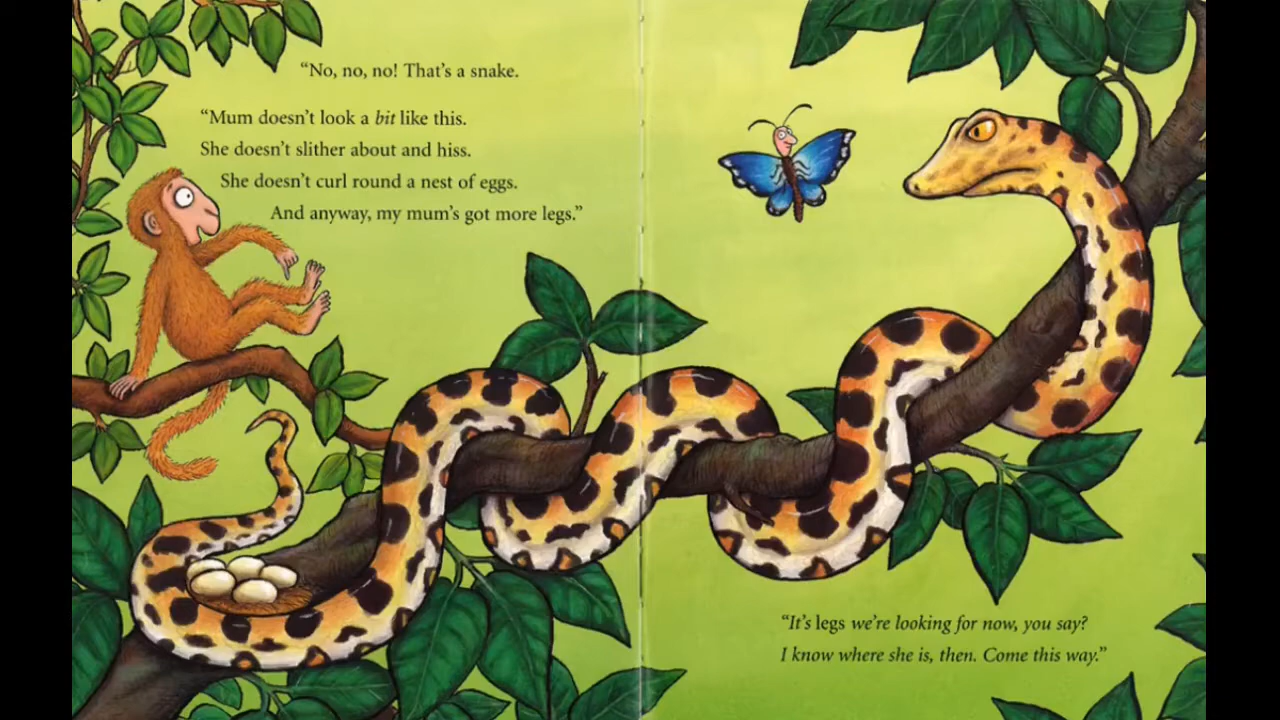 “No, no, no! That’s a snake.
“Mum doesn’t look a bit like this.
She doesn’t slither about and hiss.
She doesn’t curl round a nest of eggs.
And anyway, my mum’s got more legs.”
“It’s legs we’re looking for now, you say?
I know where she is, then. Come this way.”